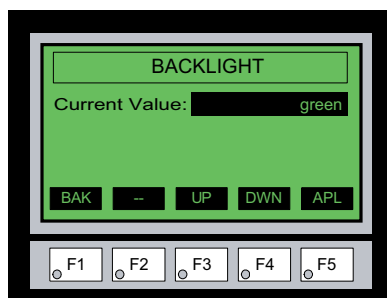 BACKLIGHT
Current Value: green
BAK -- UP DWN APL
F1 F2 F3 F4 F5